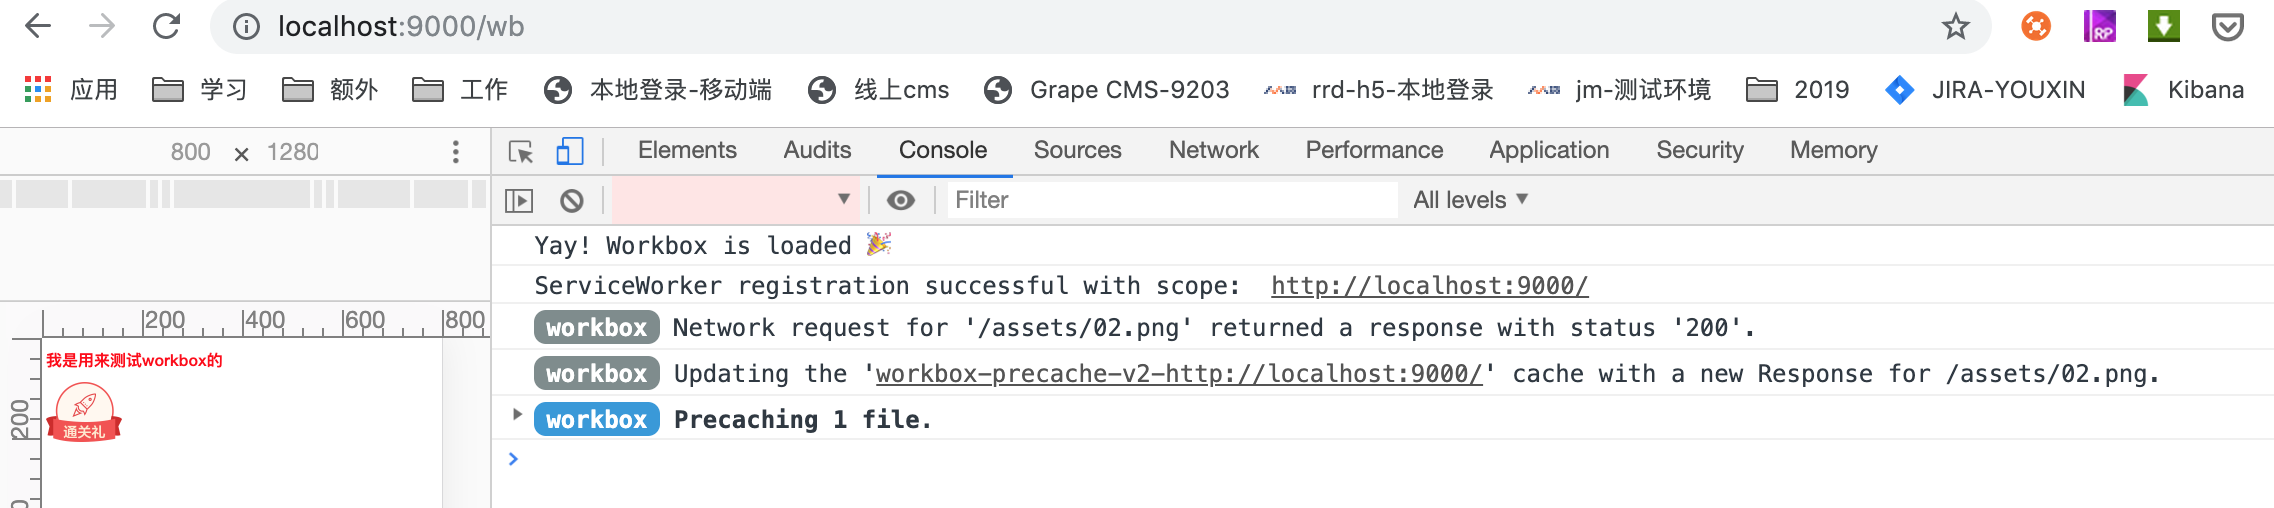 localhost:9000/wb
应用 学习 额外 工作 本地登录-移动端 线上cms Grape CMS-9203 rrd-h5-本地登录 jm-测试环境 2019 JIRA-YOUXIN Kibana
800 × 1280
Elements Audits Console Sources Network Performance Application Security Memory
Filter All levels
Yay! Workbox is loaded 🎉
ServiceWorker registration successful with scope: http://localhost:9000/
workbox Network request for '/assets/02.png' returned a response with status '200'.
workbox Updating the 'workbox-precache-v2-http://localhost:9000/' cache with a new Response for /assets/02.png.
workbox Precaching 1 file.
200 400 600 800
我是用来测试workbox的
通关礼
200
RP